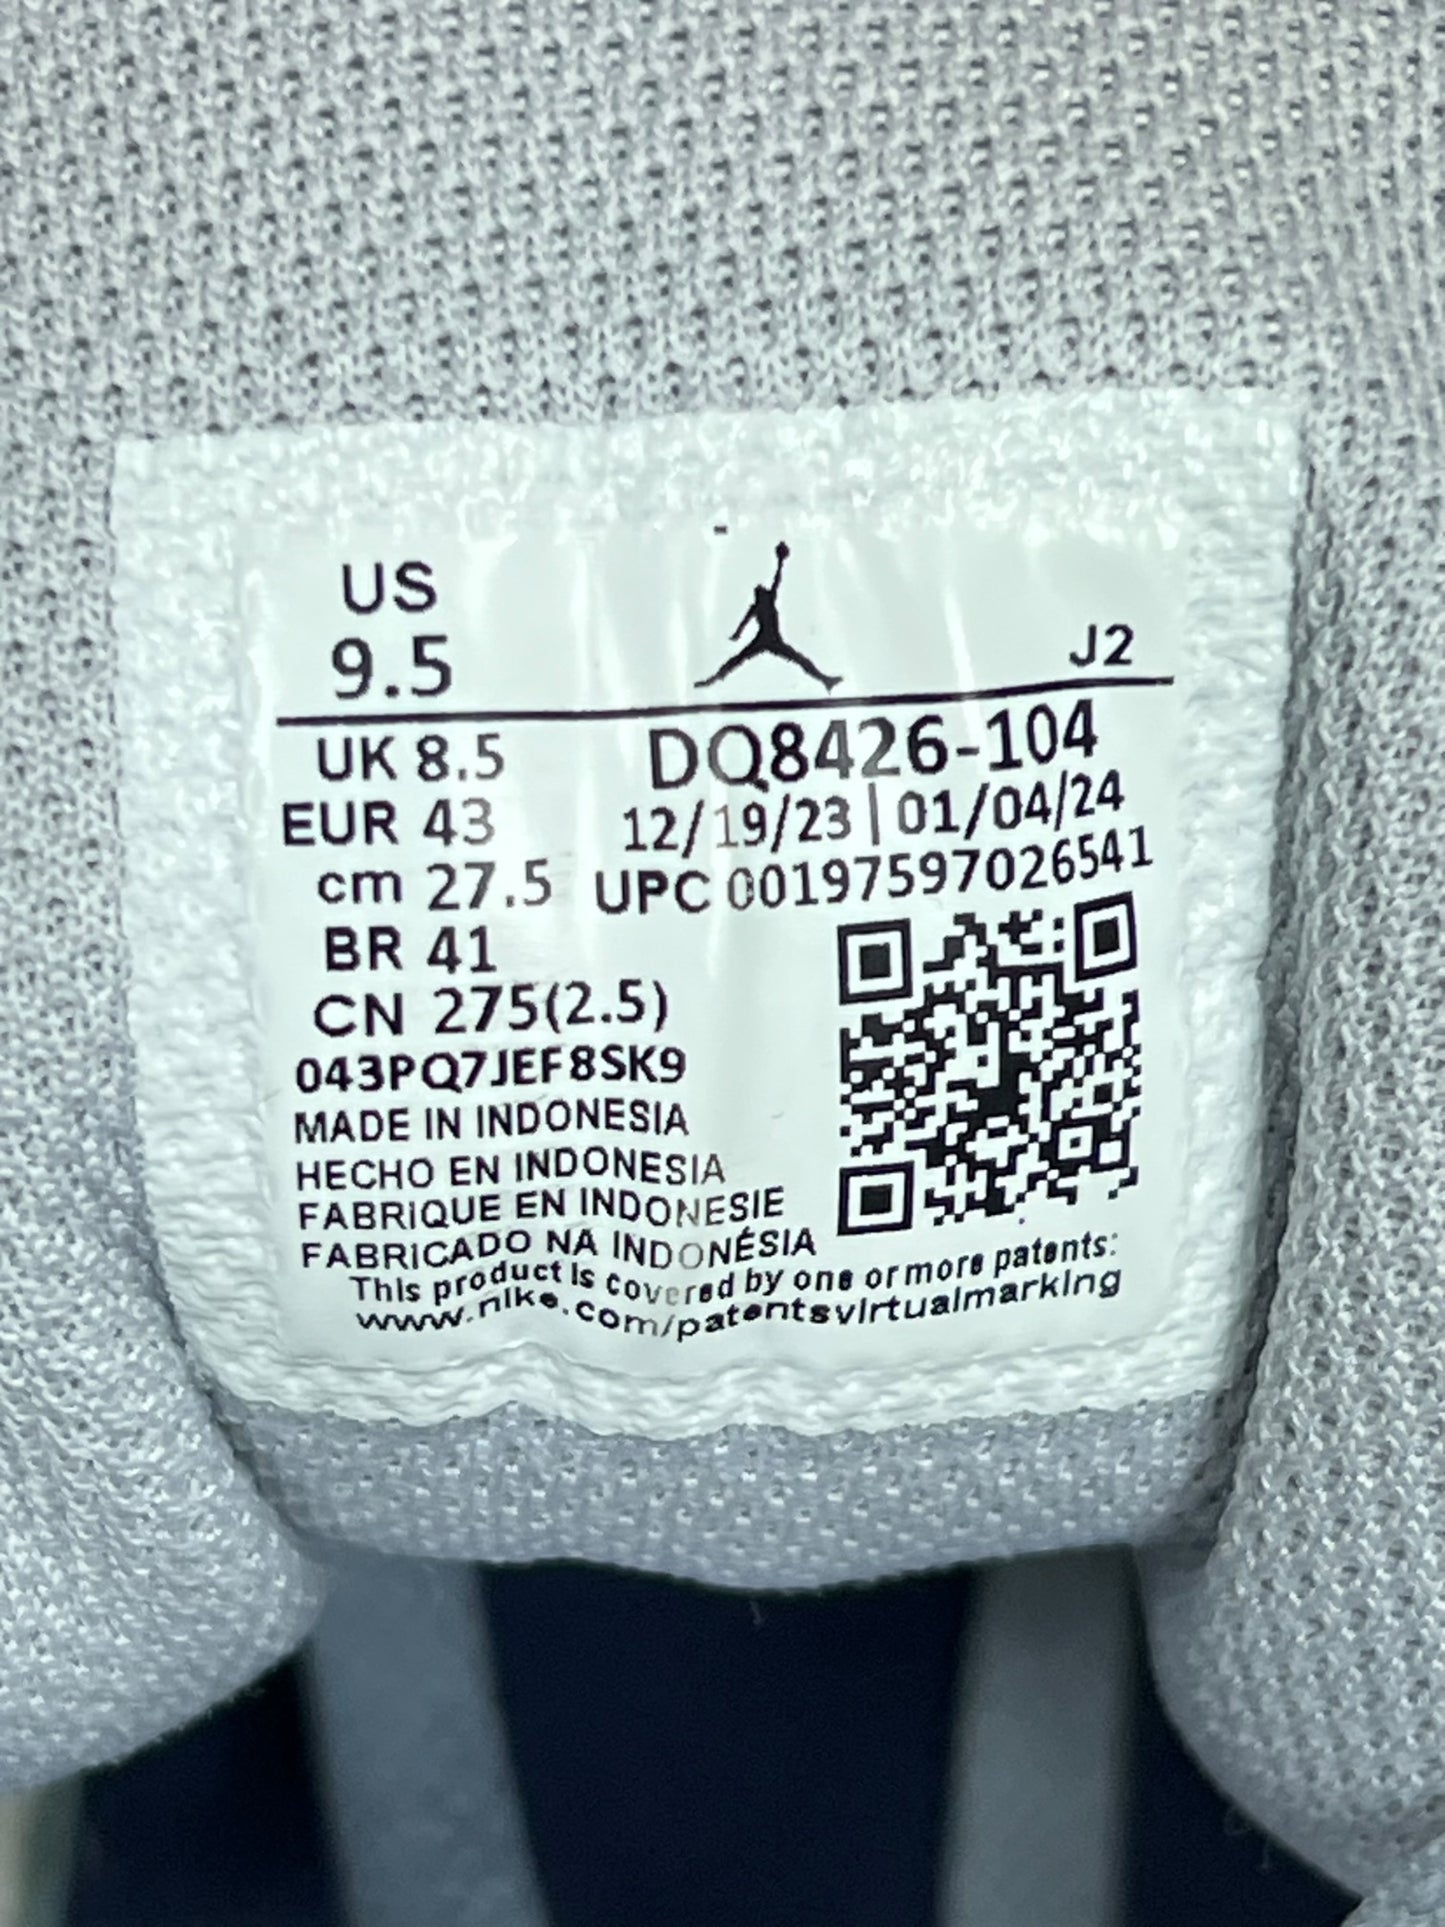 US
9.5
J2
UK 8.5
DQ8426-104
EUR 43
12/19/23 | 01/04/24
cm 27.5
UPC 00197597026541
BR 41
CN 275(2.5)
043PQ7JEF8SK9
MADE IN INDONESIA
HECHO EN INDONESIA
FABRIQUE EN INDONESIE
FABRICADO NA INDONÉSIA
This product is covered by one or more patents:
www.nike.com/patentsvirtualmarking